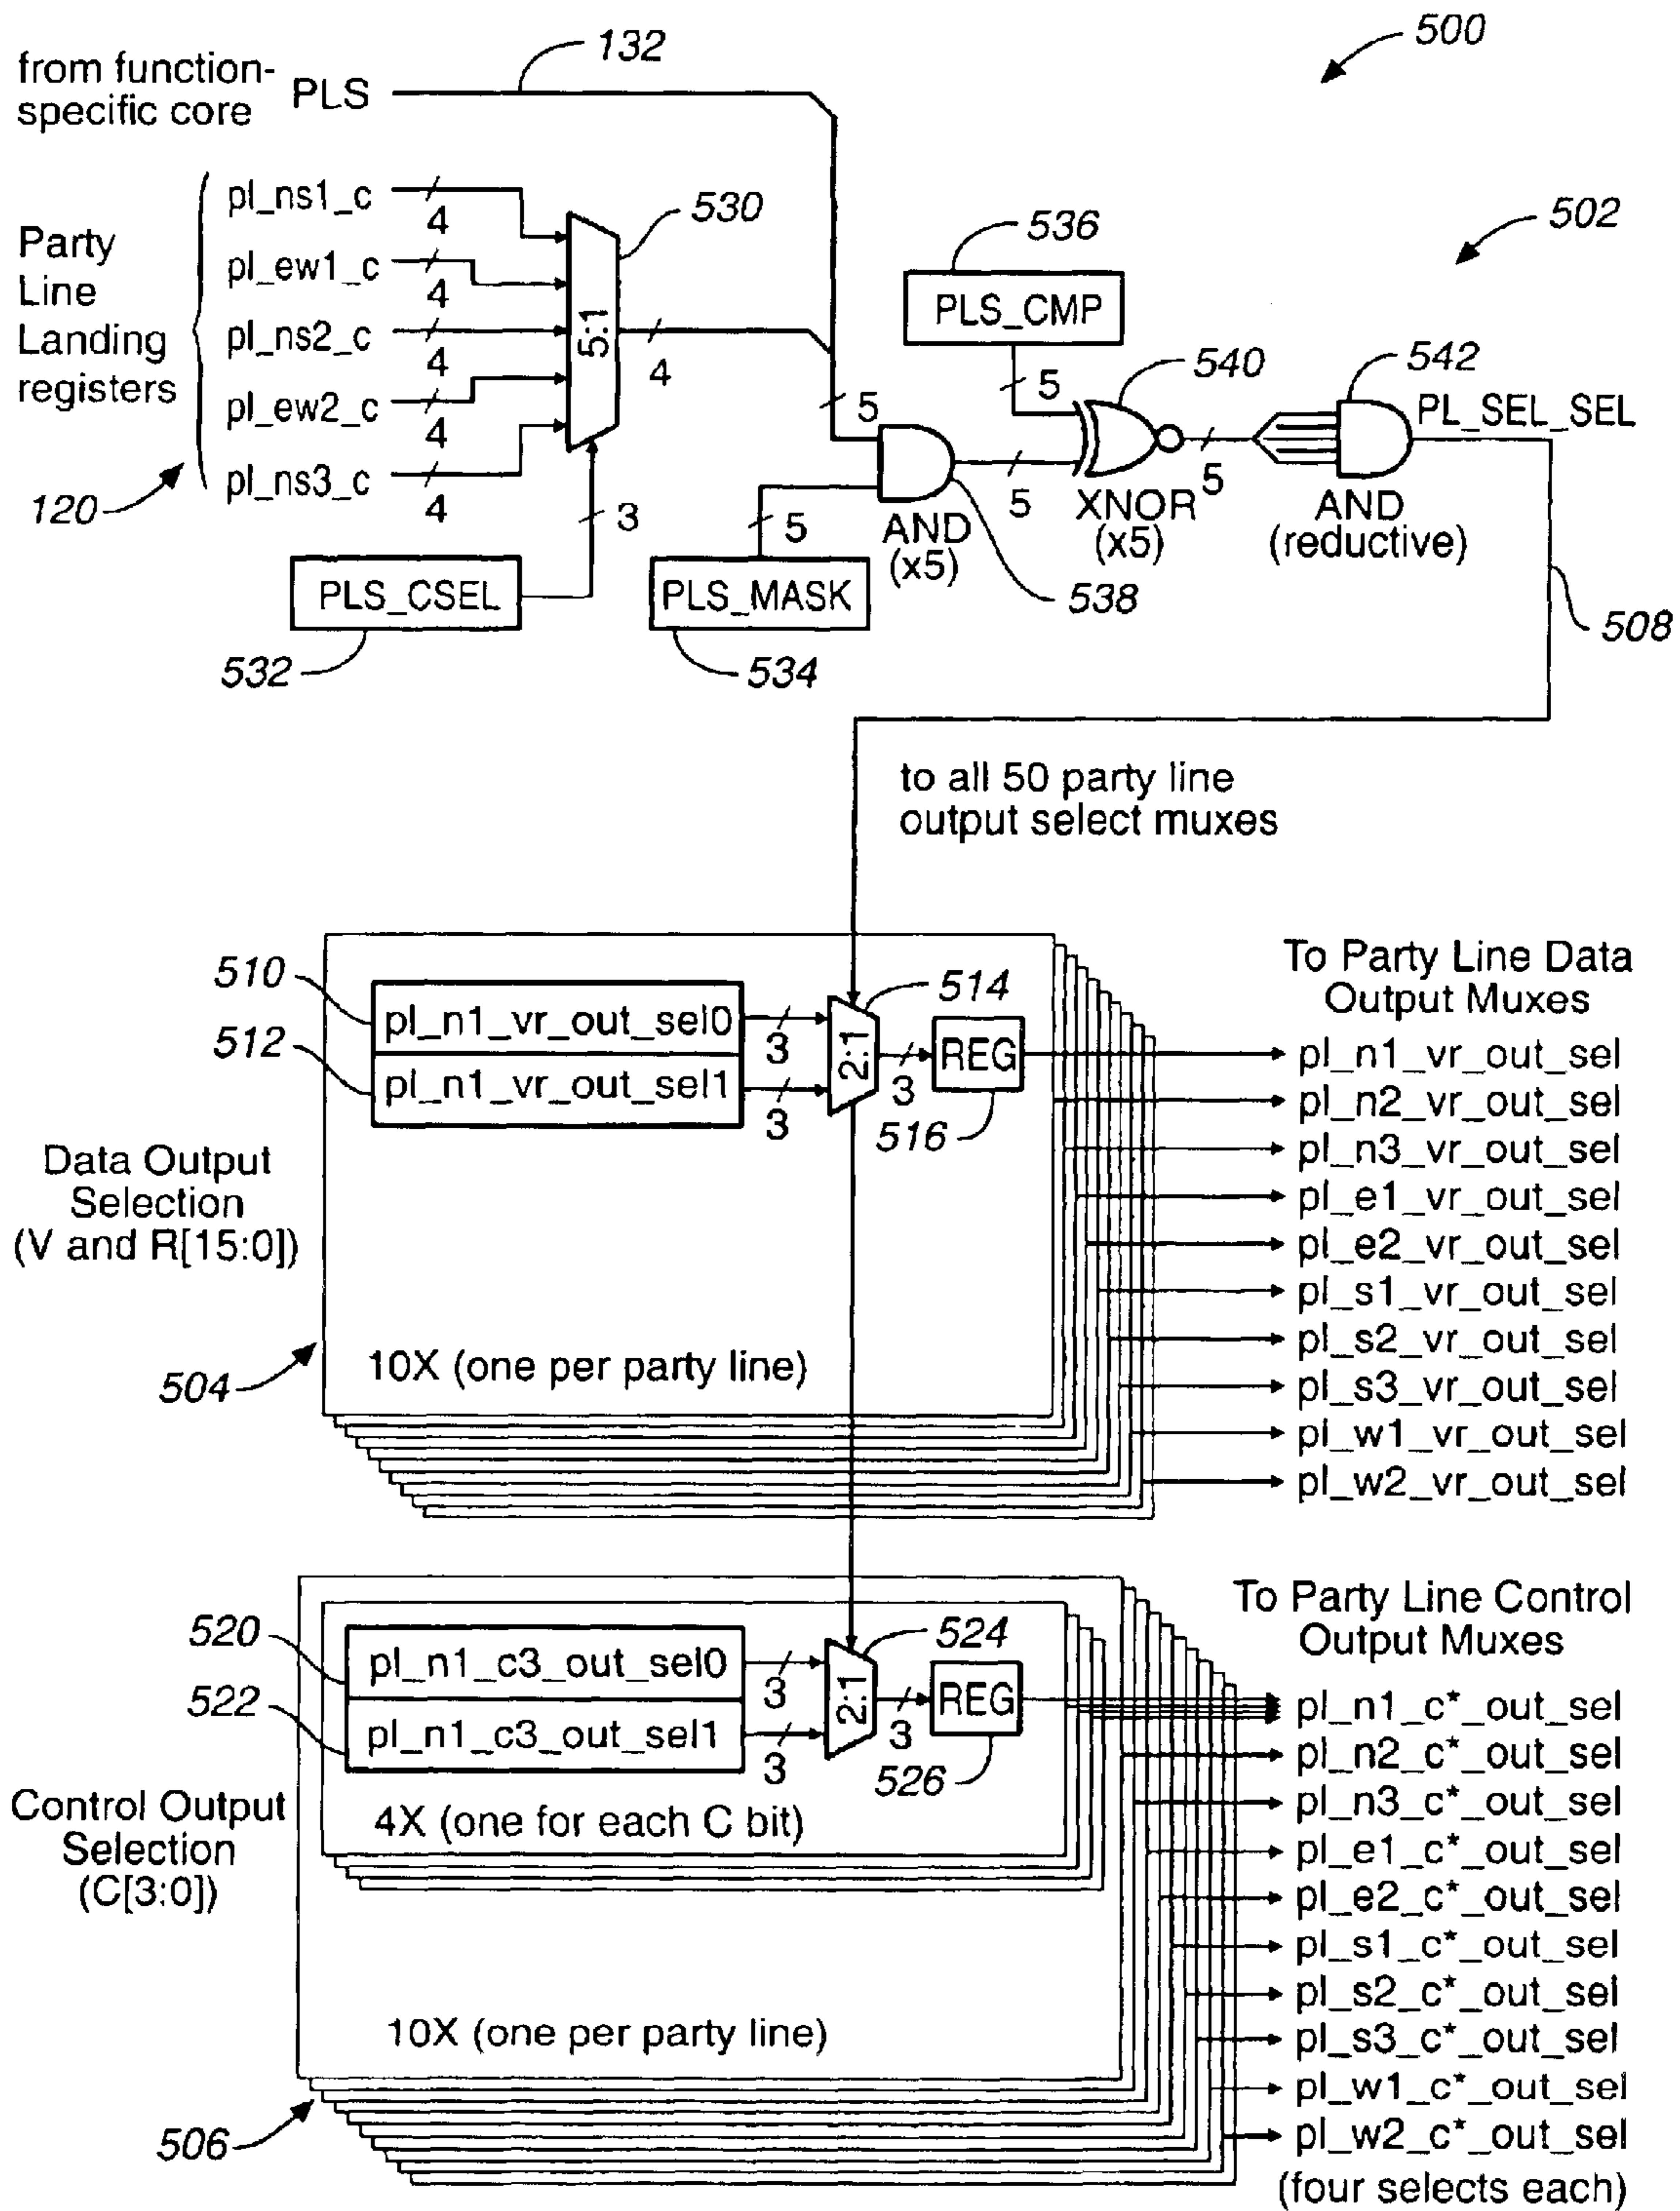 500
132
from function-
specific core
PLS
pl_ns1_c
4
530
502
Party
Line
Landing
registers
pl_ew1_c
4
536
PLS_CMP
pl_ns2_c
4
5:1
4
540
542
pl_ew2_c
4
5
5
PL_SEL_SEL
pl_ns3_c
4
120
3
5
5
XNOR
(x5)
5
AND
(reductive)
AND
(x5)
PLS_CSEL
PLS_MASK
538
508
532
534
to all 50 party line
output select muxes
510
pl_n1_vr_out_sel0
3
514
512
pl_n1_vr_out_sel1
3
2:1
3
REG
516
Data Output
Selection
(V and R[15:0])
504
10X (one per party line)
To Party Line Data
Output Muxes
pl_n1_vr_out_sel
pl_n2_vr_out_sel
pl_n3_vr_out_sel
pl_e1_vr_out_sel
pl_e2_vr_out_sel
pl_s1_vr_out_sel
pl_s2_vr_out_sel
pl_s3_vr_out_sel
pl_w1_vr_out_sel
pl_w2_vr_out_sel
520
pl_n1_c3_out_sel0
3
524
522
pl_n1_c3_out_sel1
3
2:1
3
REG
526
4X (one for each C bit)
Control Output
Selection
(C[3:0])
10X (one per party line)
506
To Party Line Control
Output Muxes
pl_n1_c*_out_sel
pl_n2_c*_out_sel
pl_n3_c*_out_sel
pl_e1_c*_out_sel
pl_e2_c*_out_sel
pl_s1_c*_out_sel
pl_s2_c*_out_sel
pl_s3_c*_out_sel
pl_w1_c*_out_sel
pl_w2_c*_out_sel
(four selects each)